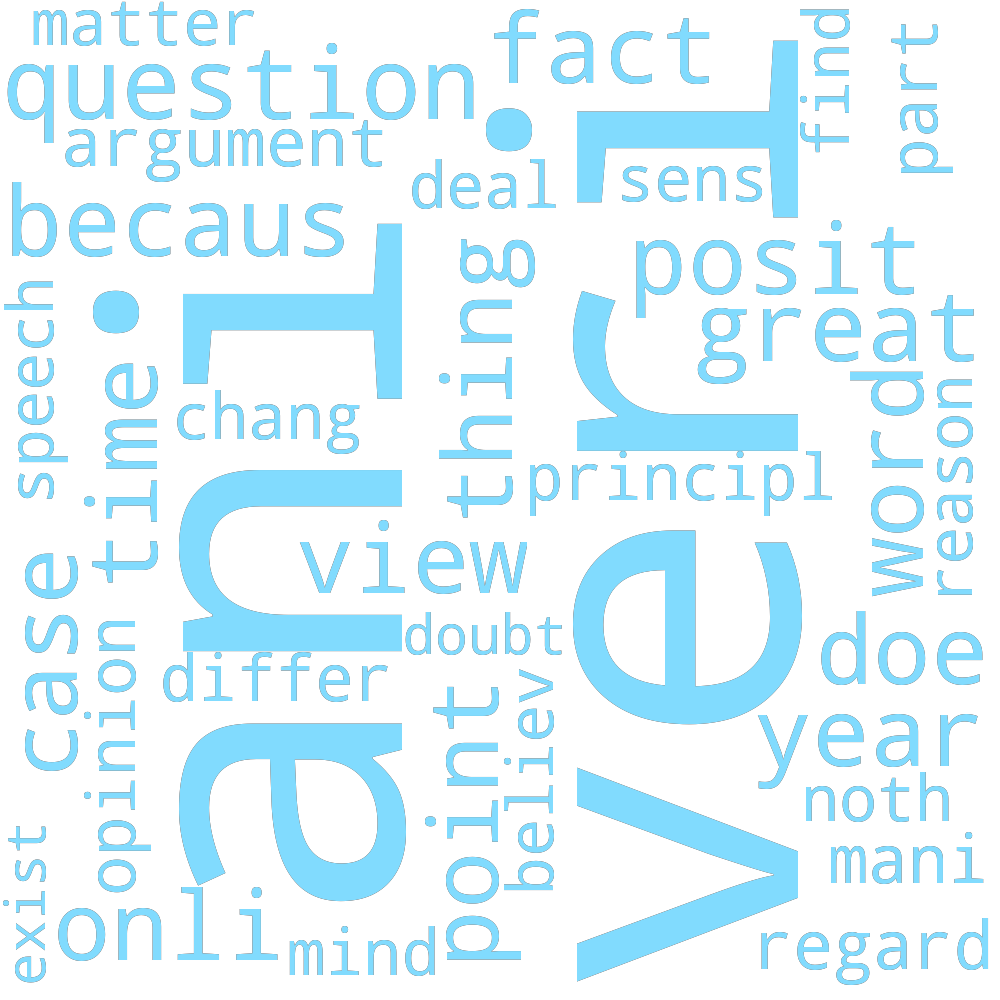 matter
question
argument
fact
find
part
deal
sens
becaus
posit
great
speech
time
ani
chang
thing
veri
principl
word
reason
view
case
opinion
differ
doubt
doe
point
believ
year
noth
mani
exist
onli
mind
regard